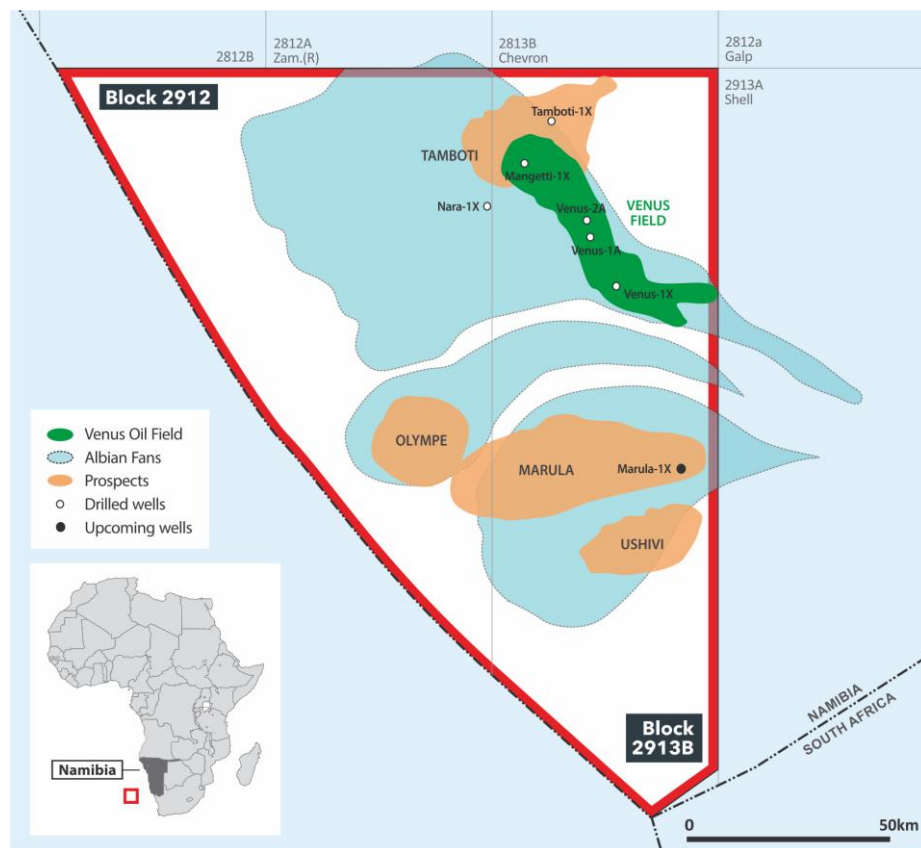 2812B
2812A
Zam.(R)
2813B
Chevron
2812a
Galp
2913A
Shell
Block 2912
Tamboti-1X
TAMBOTI
Mangetti-1X
Nara-1X
Venus-2A
VENUS
FIELD
Venus-1A
Venus-1X
OLYMPE
MARULA
Marula-1X
USHIVI
Venus Oil Field
Albian Fans
Prospects
Drilled wells
Upcoming wells
Namibia
Block
2913B
NAMIBIA
SOUTH AFRICA
0
50km